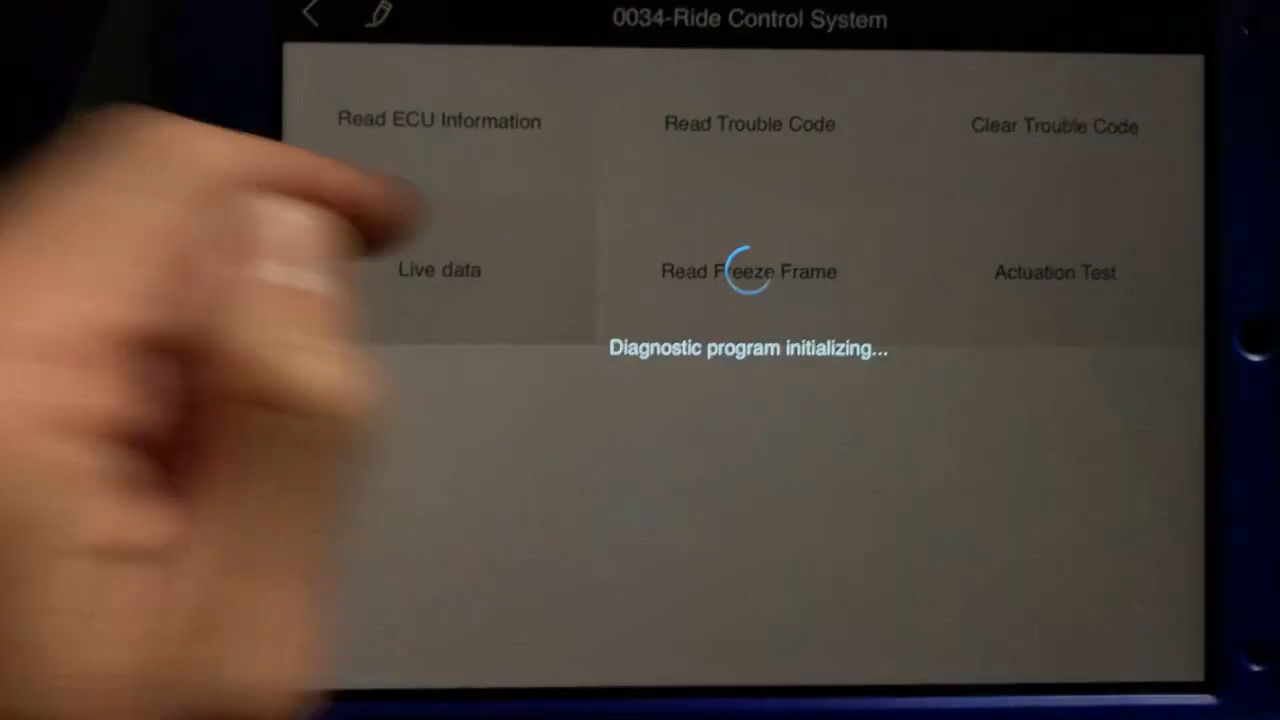 0034-Ride Control System
Read ECU Information
Read Trouble Code
Clear Trouble Code
Live data
Read Freeze Frame
Actuation Test
Diagnostic program initializing...